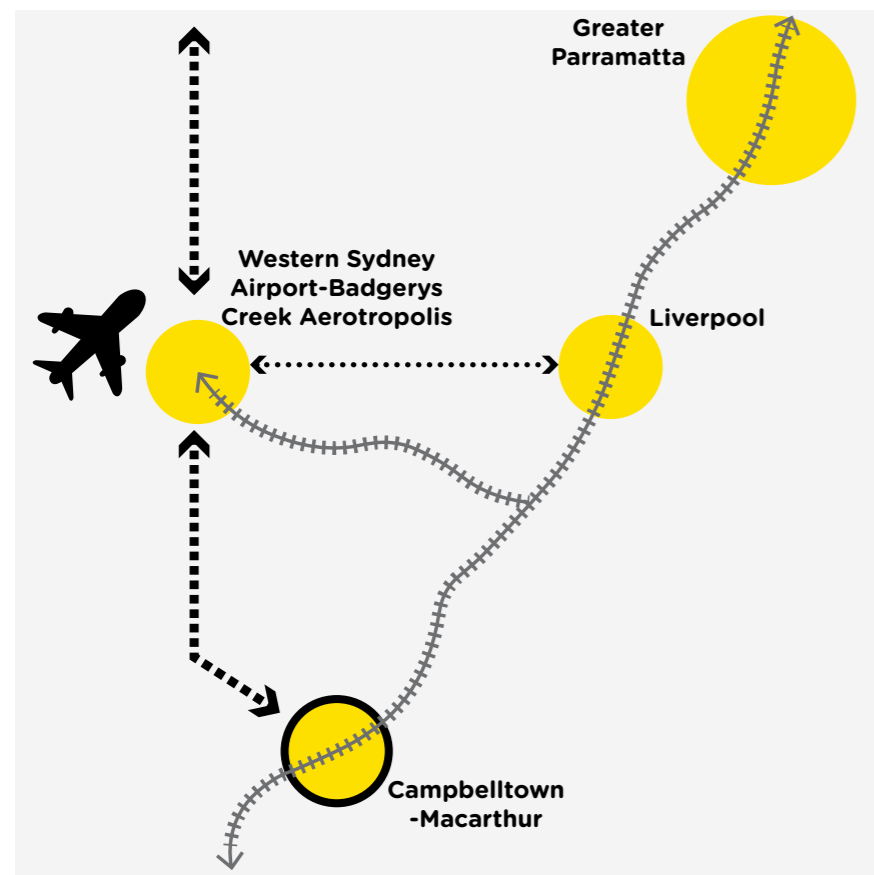 Greater
Parramatta
Western Sydney
Airport-Badgerys
Creek Aerotropolis
Liverpool
Campbelltown
-Macarthur